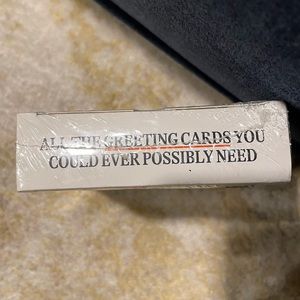 ALL THE GREETING CARDS YOU
COULD EVER POSSIBLY NEED